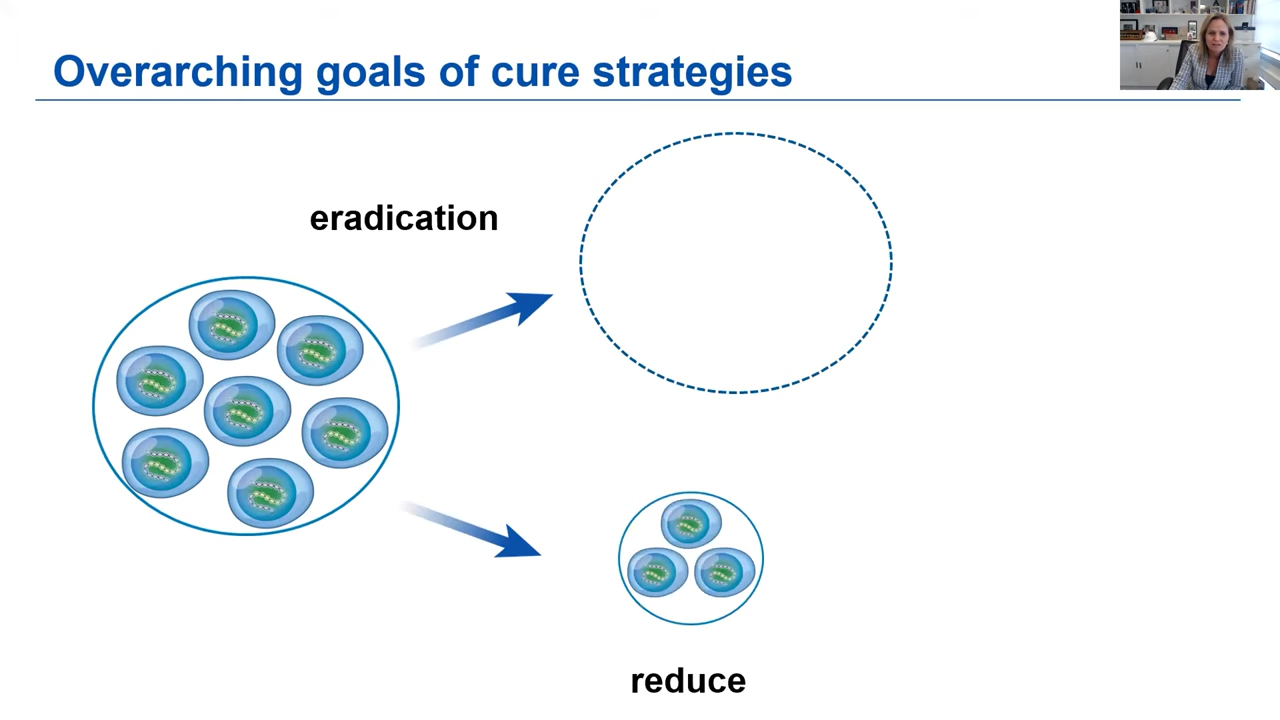 Overarching goals of cure strategies
eradication
reduce